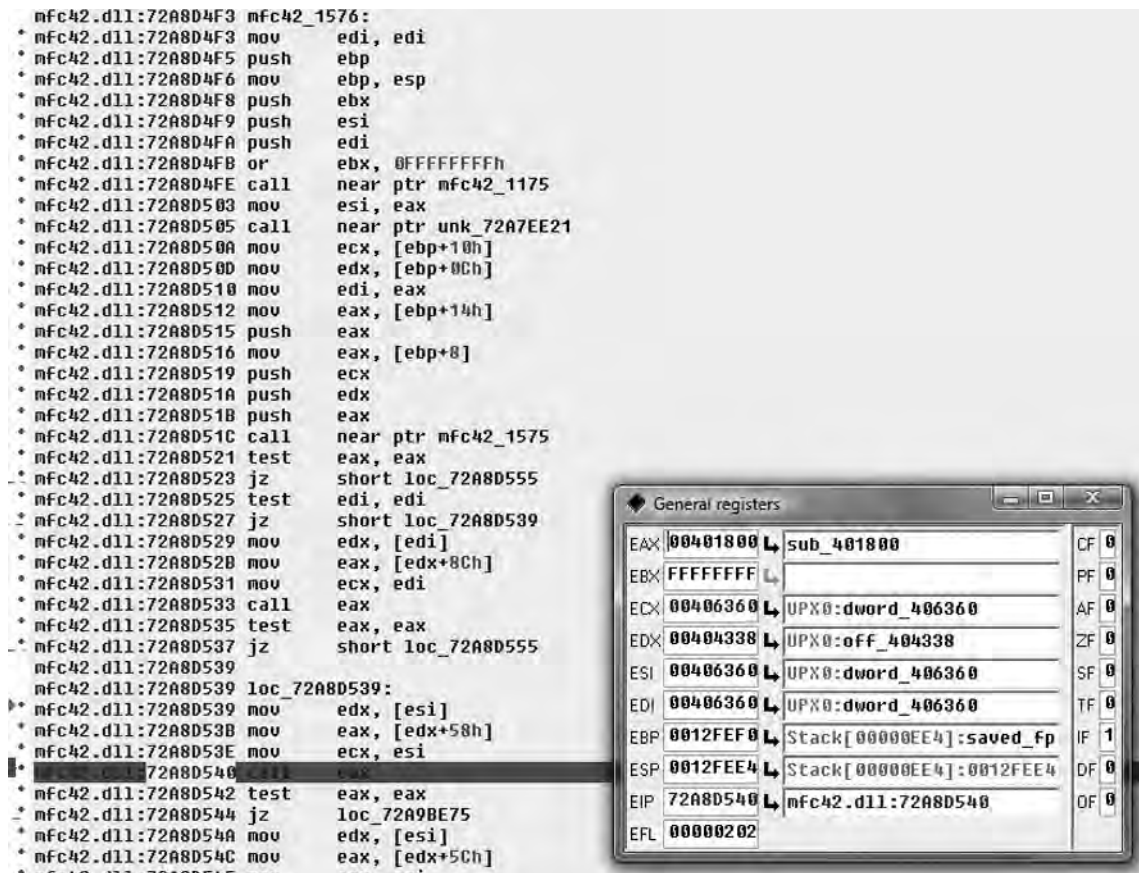 mfc42.dll:72A8D4F3 mfc42_1576:
mfc42.dll:72A8D4F3 mov edi, edi
mfc42.dll:72A8D4F5 push ebp
mfc42.dll:72A8D4F6 mov ebp, esp
mfc42.dll:72A8D4F8 push ebx
mfc42.dll:72A8D4F9 push esi
mfc42.dll:72A8D4FA push edi
mfc42.dll:72A8D4FB or ebx, 0FFFFFFFFh
mfc42.dll:72A8D4FE call near ptr mfc42_1175
mfc42.dll:72A8D503 mov esi, eax
mfc42.dll:72A8D505 call near ptr unk_72A7EE21
mfc42.dll:72A8D50A mov ecx, [ebp+10h]
mfc42.dll:72A8D50D mov edx, [ebp+0Ch]
mfc42.dll:72A8D510 mov edi, eax
mfc42.dll:72A8D512 mov eax, [ebp+14h]
mfc42.dll:72A8D515 push eax
mfc42.dll:72A8D516 mov eax, [ebp+8]
mfc42.dll:72A8D519 push ecx
mfc42.dll:72A8D51A push edx
mfc42.dll:72A8D51B push eax
mfc42.dll:72A8D51C call near ptr mfc42_1575
mfc42.dll:72A8D521 test eax, eax
mfc42.dll:72A8D523 jz short loc_72A8D555
mfc42.dll:72A8D525 test edi, edi
mfc42.dll:72A8D527 jz short loc_72A8D539
mfc42.dll:72A8D529 mov edx, [edi]
mfc42.dll:72A8D52B mov eax, [edx+8Ch]
mfc42.dll:72A8D531 mov ecx, edi
mfc42.dll:72A8D533 call eax
mfc42.dll:72A8D535 test eax, eax
mfc42.dll:72A8D537 jz short loc_72A8D555
mfc42.dll:72A8D539
mfc42.dll:72A8D539 loc_72A8D539:
mfc42.dll:72A8D539 mov edx, [esi]
mfc42.dll:72A8D53B mov eax, [edx+58h]
mfc42.dll:72A8D53E mov ecx, esi
mfc42.dll:72A8D540 call eax
mfc42.dll:72A8D542 test eax, eax
mfc42.dll:72A8D544 jz loc_72A9BE75
mfc42.dll:72A8D54A mov edx, [esi]
mfc42.dll:72A8D54C mov eax, [edx+5Ch]
General registers
EAX 00401800 sub_401800 CF 0
EBX FFFFFFFF PF 0
ECX 00406360 UPX0:dword_406360 AF 0
EDX 00404338 UPX0:off_404338 ZF 0
ESI 00406360 UPX0:dword_406360 SF 0
EDI 00406360 UPX0:dword_406360 TF 0
EBP 0012FEF0 Stack[00000EE4]:saved_fp IF 1
ESP 0012FEE4 Stack[00000EE4]:0012FEE4 DF 0
EIP 72A8D540 mfc42.dll:72A8D540 OF 0
EFL 00000202